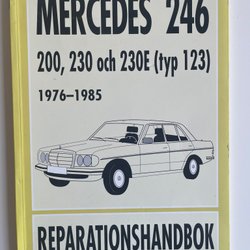 MERCEDES 246
200, 230 och 230E (typ 123)
1976–1985
REPARATIONSHANDBOK